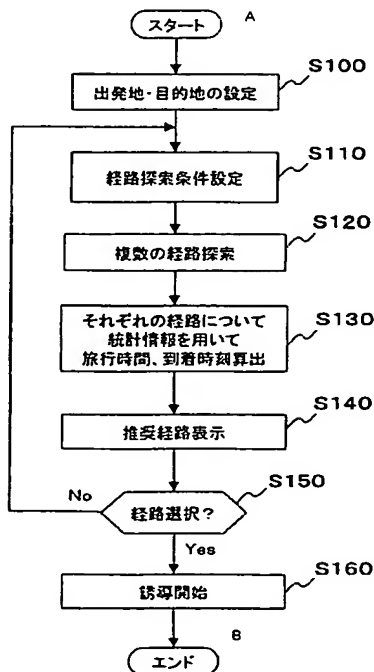 スタート
A
S100
出発地・目的地の設定
S110
経路探索条件設定
S120
複数の経路探索
S130
それぞれの経路について
統計情報を用いて
旅行時間、到着時刻算出
S140
推奨経路表示
S150
No
経路選択?
Yes
S160
誘導開始
B
エンド